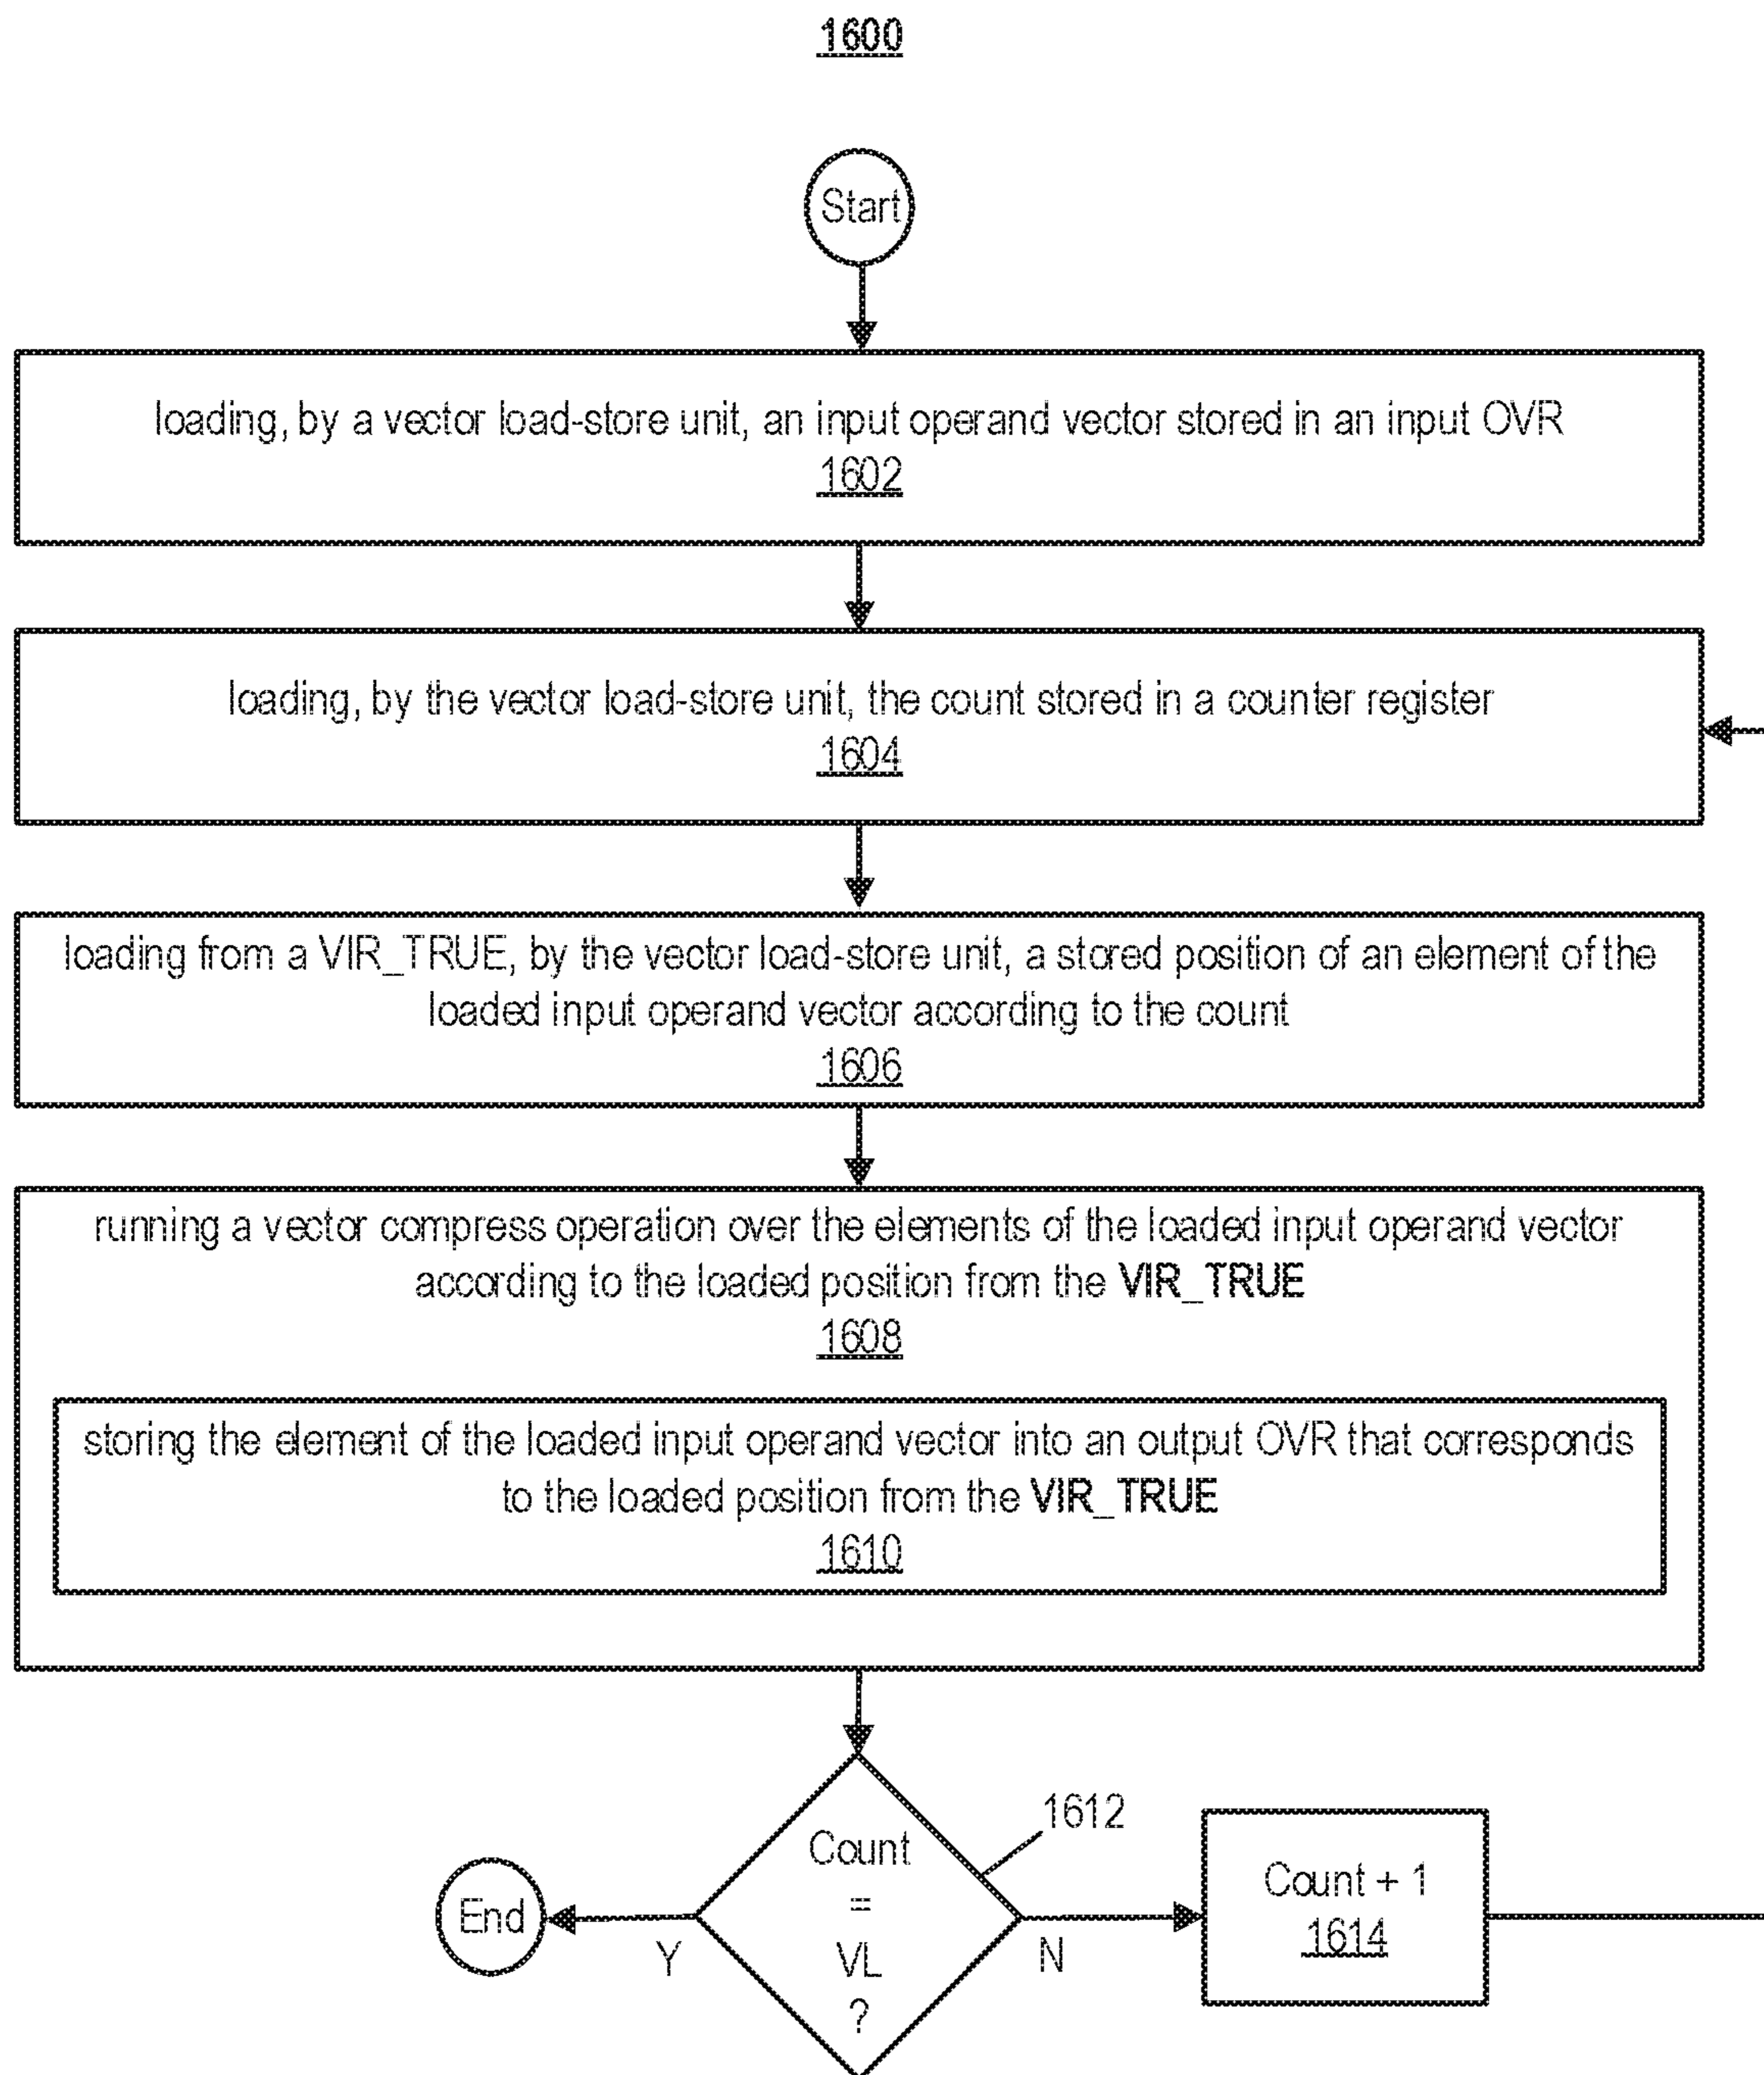 1600
Start
loading, by a vector load-store unit, an input operand vector stored in an input OVR
1602
loading, by the vector load-store unit, the count stored in a counter register
1604
loading from a VIR_TRUE, by the vector load-store unit, a stored position of an element of the
loaded input operand vector according to the count
1606
running a vector compress operation over the elements of the loaded input operand vector
according to the loaded position from the VIR_TRUE
1608
storing the element of the loaded input operand vector into an output OVR that corresponds
to the loaded position from the VIR_TRUE
1610
1612
Count
=
VL
?
Y
N
End
Count + 1
1614